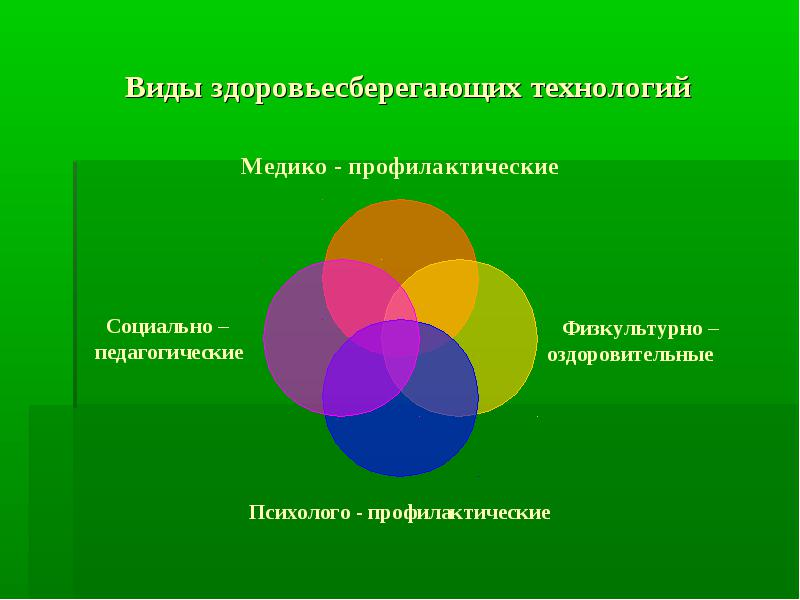 Виды здоровьесберегающих технологий
Медико - профилактические
Социально –
педагогические
Физкультурно –
оздоровительные
Психолого - профилактические